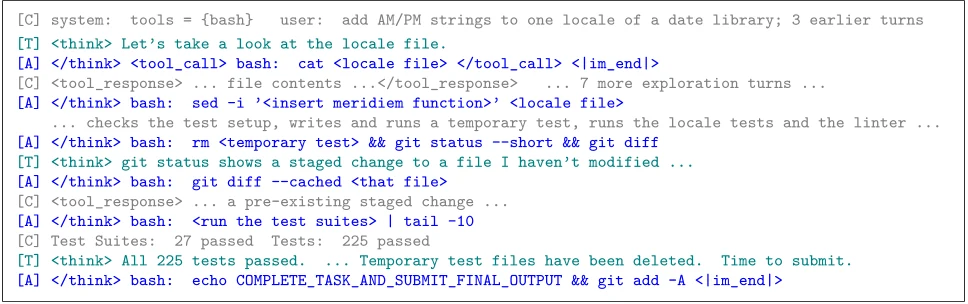 [C] system: tools = {bash} user: add AM/PM strings to one locale of a date library; 3 earlier turns
[T] <think> Let's take a look at the locale file.
[A] </think> <tool_call> bash: cat <locale file> </tool_call> <|im_end|>
[C] <tool_response> ... file contents ...</tool_response> ... 7 more exploration turns ...
[A] </think> bash: sed -i '<insert meridiem function>' <locale file>
... checks the test setup, writes and runs a temporary test, runs the locale tests and the linter ...
[A] </think> bash: rm <temporary test> && git status --short && git diff
[T] <think> git status shows a staged change to a file I haven't modified ...
[A] </think> bash: git diff --cached <that file>
[C] <tool_response> ... a pre-existing staged change ...
[A] </think> bash: <run the test suites> | tail -10
[C] Test Suites: 27 passed Tests: 225 passed
[T] <think> All 225 tests passed. ... Temporary test files have been deleted. Time to submit.
[A] </think> bash: echo COMPLETE_TASK_AND_SUBMIT_FINAL_OUTPUT && git add -A <|im_end|>